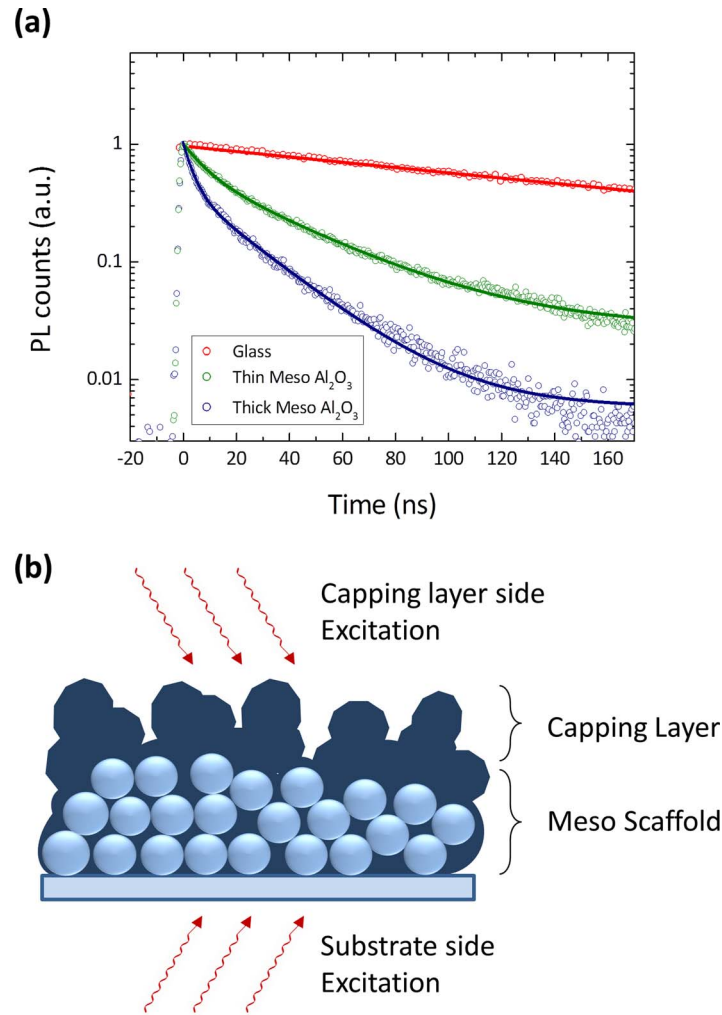 (a)
PL counts (a.u.)
1
0.1
0.01
Glass
Thin Meso Al₂O₃
Thick Meso Al₂O₃
-20 0 20 40 60 80 100 120 140 160
Time (ns)
(b)
Capping layer side
Excitation
Capping Layer
Meso Scaffold
Substrate side
Excitation